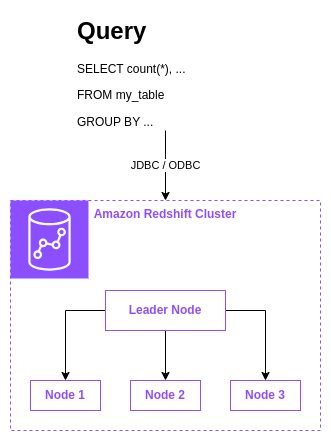 Query
SELECT count(*), ...
FROM my_table
GROUP BY ...
JDBC / ODBC
Amazon Redshift Cluster
Leader Node
Node 1
Node 2
Node 3